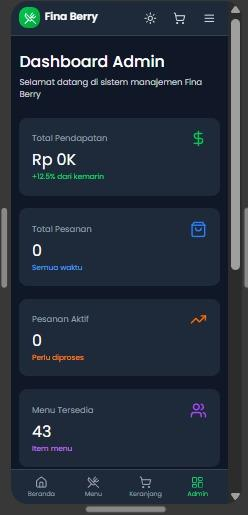 Fina Berry
Dashboard Admin
Selamat datang di sistem manajemen Fina
Berry
Total Pendapatan
Rp 0K
+12.5% dari kemarin
Total Pesanan
0
Semua waktu
Pesanan Aktif
0
Perlu diproses
Menu Tersedia
43
Item menu
Beranda
Menu
Keranjang
Admin